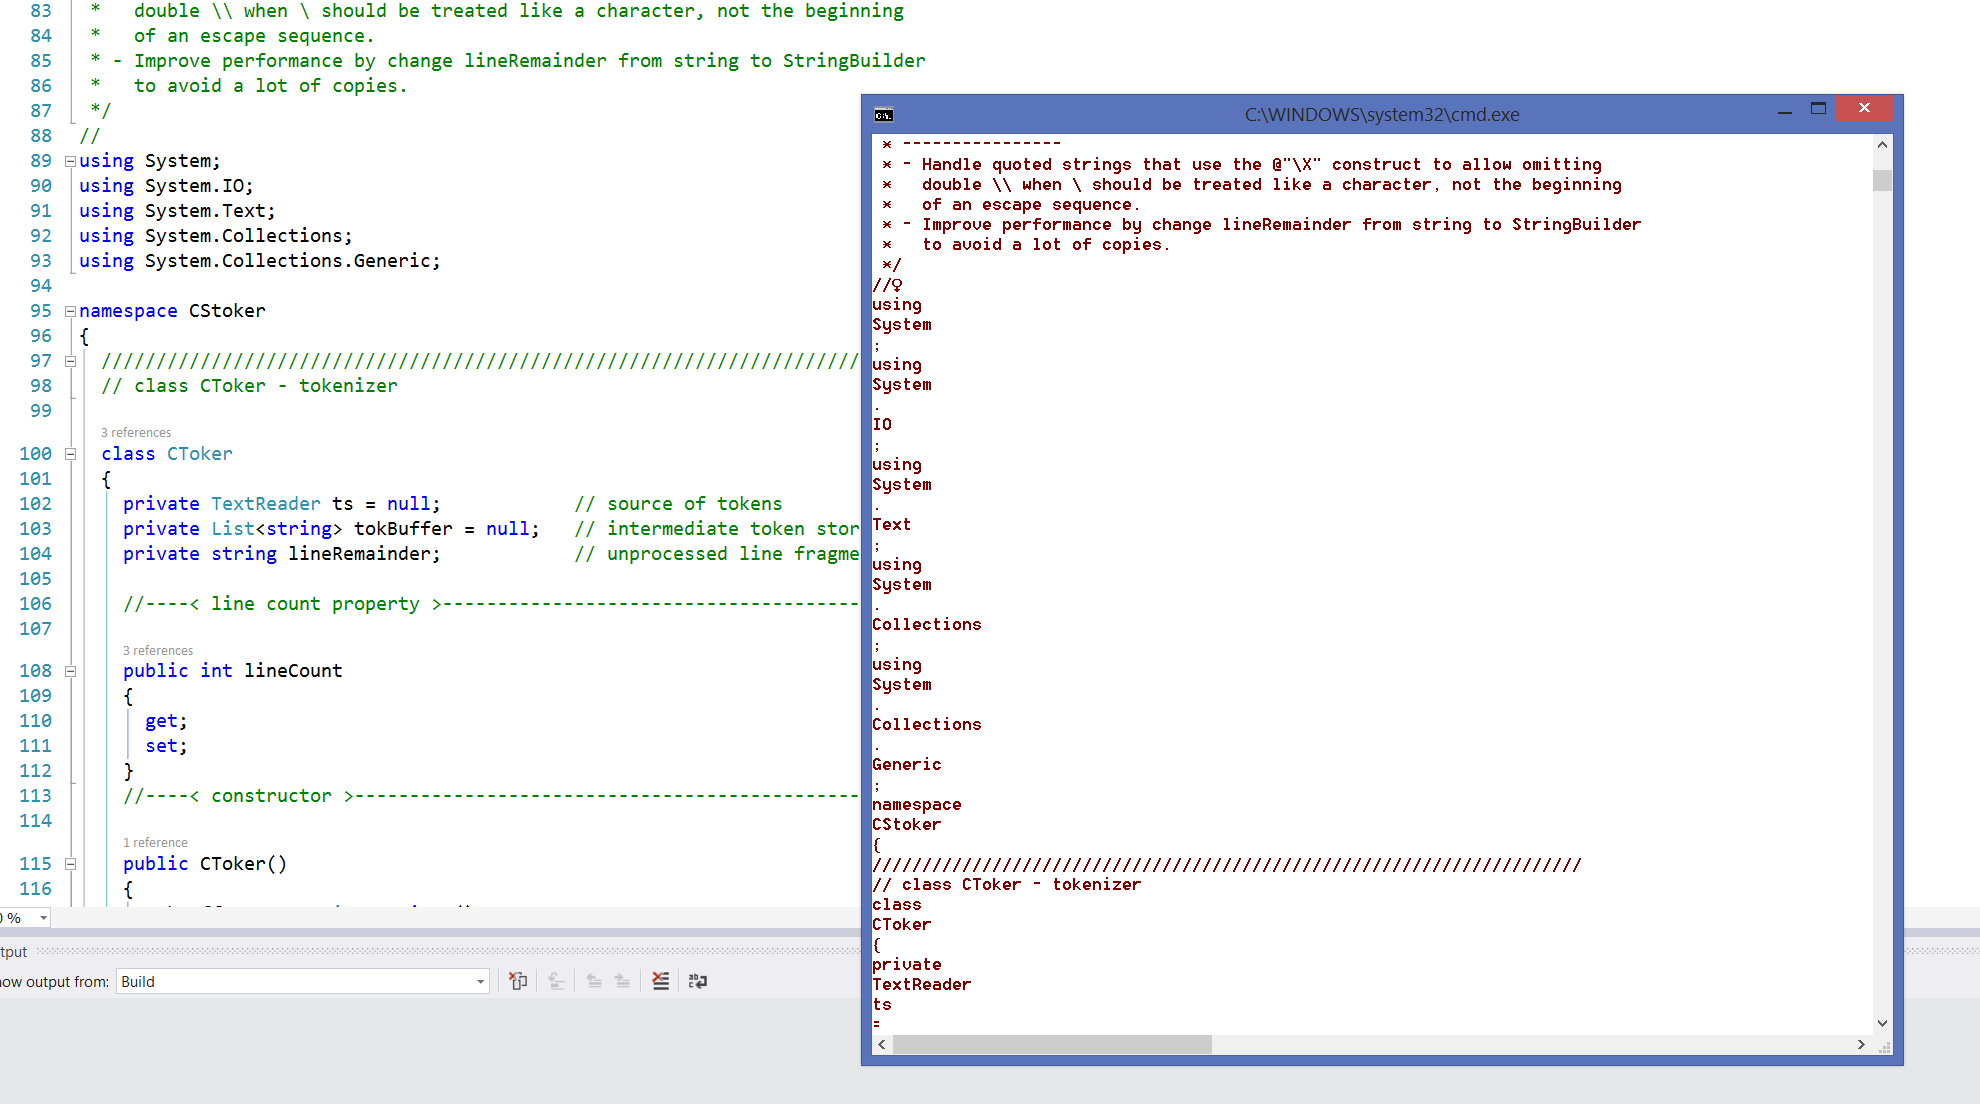 83 *   double \\ when \ should be treated like a character, not the beginning
84 *   of an escape sequence.
85 * - Improve performance by change lineRemainder from string to StringBuilder
86 *   to avoid a lot of copies.
87 */
88 //
89 using System;
90 using System.IO;
91 using System.Text;
92 using System.Collections;
93 using System.Collections.Generic;
94
95 namespace CStoker
96 {
97 /////////////////////////////////////////////////////////////////////
98 // class CToker - tokenizer
99
3 references
100 class CToker
101 {
102 private TextReader ts = null;            // source of tokens
103 private List<string> tokBuffer = null;   // intermediate token stor
104 private string lineRemainder;            // unprocessed line fragme
105
106 //----< line count property >--------------------------------------
107
3 references
108 public int lineCount
109 {
110 get;
111 set;
112 }
113 //----< constructor >----------------------------------------------
114
1 reference
115 public CToker()
116 {
0 %
tput
ow output from: Build
C:\WINDOWS\system32\cmd.exe
* ----------------
* - Handle quoted strings that use the @"\X" construct to allow omitting
*   double \\ when \ should be treated like a character, not the beginning
*   of an escape sequence.
* - Improve performance by change lineRemainder from string to StringBuilder
*   to avoid a lot of copies.
*/
//♀
using
System
;
using
System
.
IO
;
using
System
.
Text
;
using
System
.
Collections
;
using
System
.
Collections
.
Generic
;
namespace
CStoker
{
///////////////////////////////////////////////////////////////////////
// class CToker - tokenizer
class
CToker
{
private
TextReader
ts
=